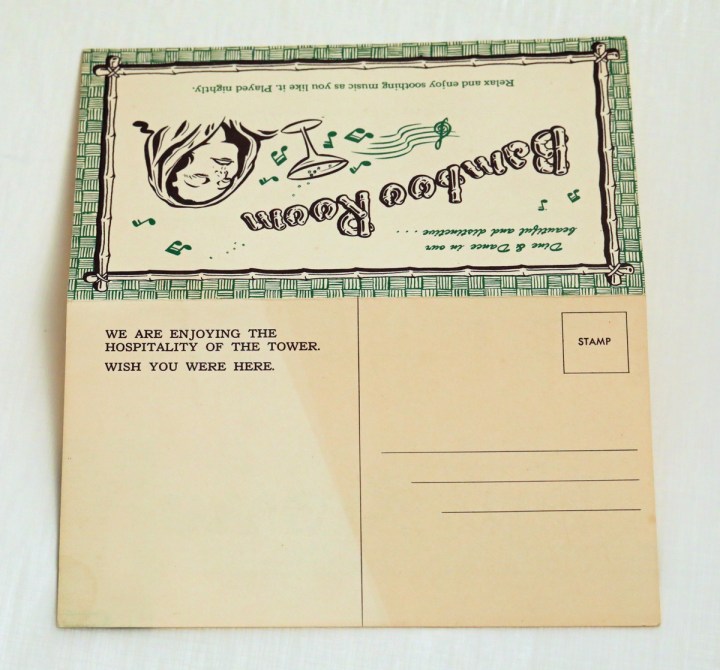 Dine & Dance in our
beautiful and distinctive . . . .
Bamboo Room
Relax and enjoy soothing music as you like it. Played nightly.
WE ARE ENJOYING THE
HOSPITALITY OF THE TOWER.
WISH YOU WERE HERE.
STAMP